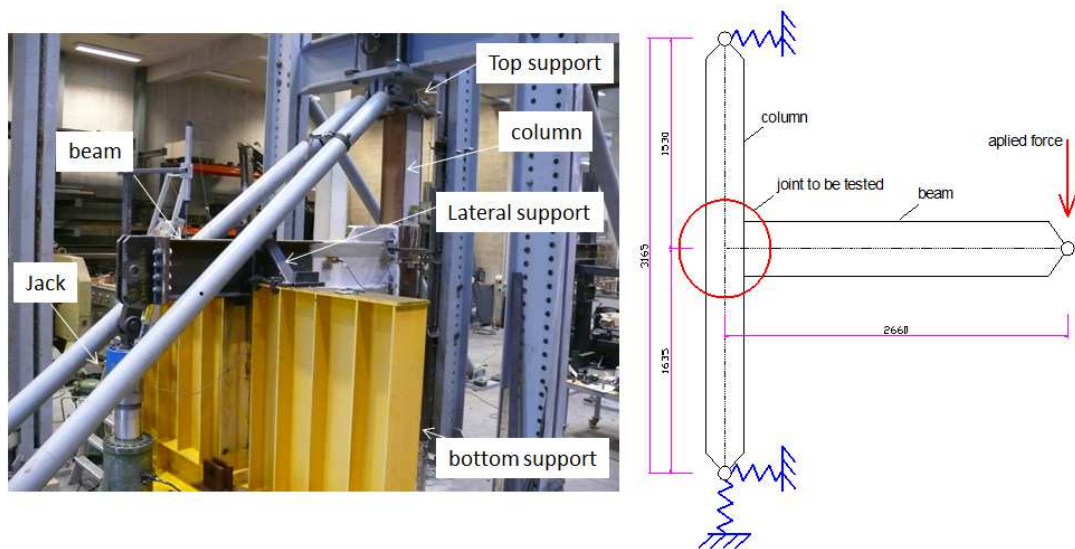 Top support
column
beam
Lateral support
Jack
bottom support
column
aplied force
joint to be tested
beam
1530
3165
2660
1635